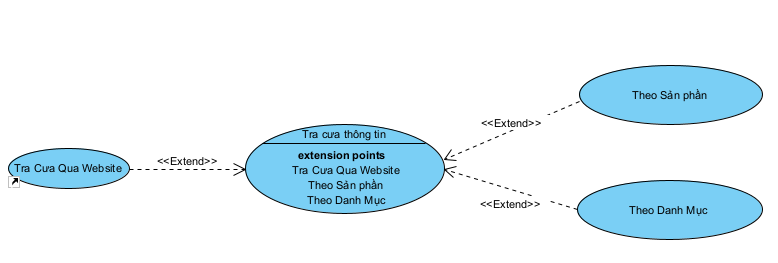 Tra Cưa Qua Website
<<Extend>>
Tra cưa thông tin
extension points
Tra Cưa Qua Website
Theo Sản phần
Theo Danh Mục
<<Extend>>
Theo Sản phần
<<Extend>>
Theo Danh Mục